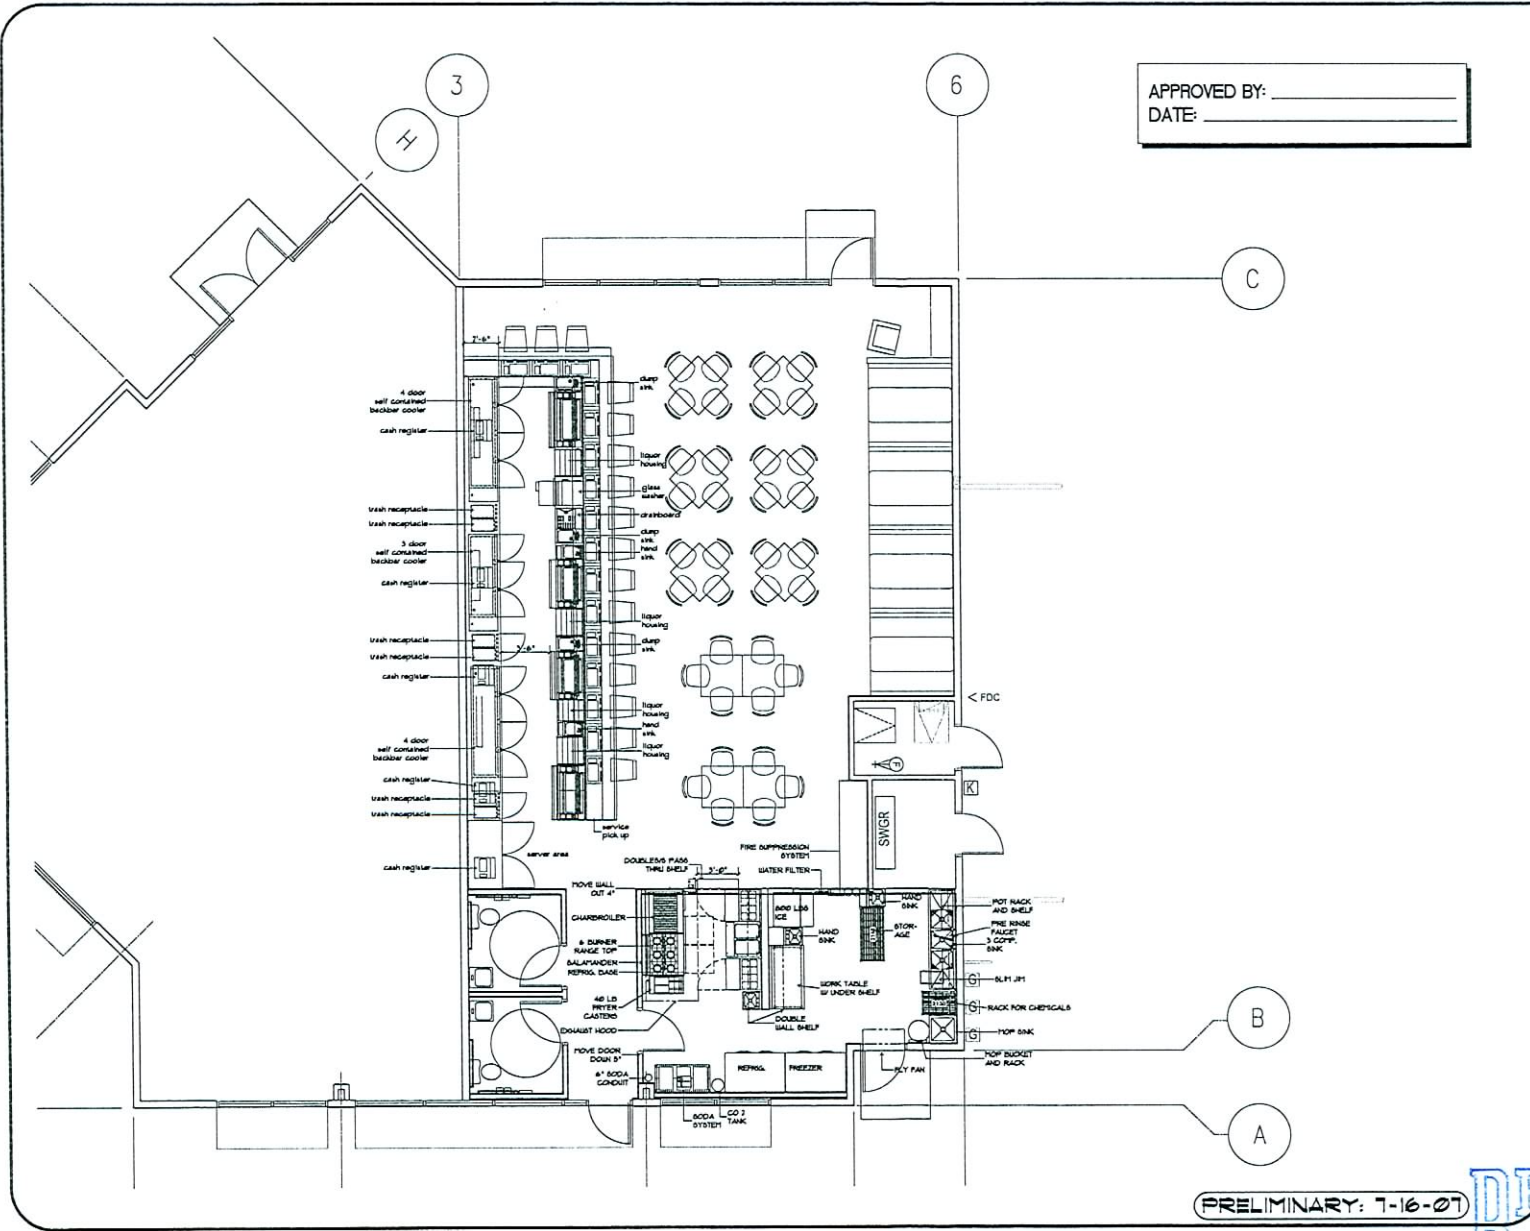 3
6
H
C
APPROVED BY:
DATE:
2'-6"
4 door
self contained
backbar cooler
cash register
dump
sink
liquor
housing
glass
washer
drainboard
trash receptacle
trash receptacle
3 door
self contained
backbar cooler
cash register
dump
sink
hand
sink
liquor
housing
trash receptacle
trash receptacle
dump
sink
cash register
liquor
housing
hand
sink
liquor
housing
4 door
self contained
backbar cooler
cash register
trash receptacle
trash receptacle
service
pick up
server area
cash register
< FDC
F
K
SWGR
FIRE SUPPRESSION
SYSTEM
WATER FILTER
3'-0"
THRU SHELF
MOVE WALL
OUT 4"
CHARBROILER
6 BURNER
RANGE TOP
SALAMANDER
REFRIG. BASE
40 LB
FRYER
CASTERS
EXHAUST HOOD
MOVE DOOR
DOWN 5"
6" SODA
CONDUIT
SODA
SYSTEM
CO 2
TANK
REFRIG.
FREEZER
ICE
HAND
SINK
WORK TABLE
W/ UNDER SHELF
DOUBLE
WALL SHELF
HAND
SINK
STOR-
AGE
POT RACK
AND SHELF
PRE RINSE
FAUCET
3 COMP.
SINK
SLIM JIM
RACK FOR CHEMICALS
MOP SINK
MOP BUCKET
AND RACK
FLY FAN
G
G
G
B
A
PRELIMINARY: 7-16-07